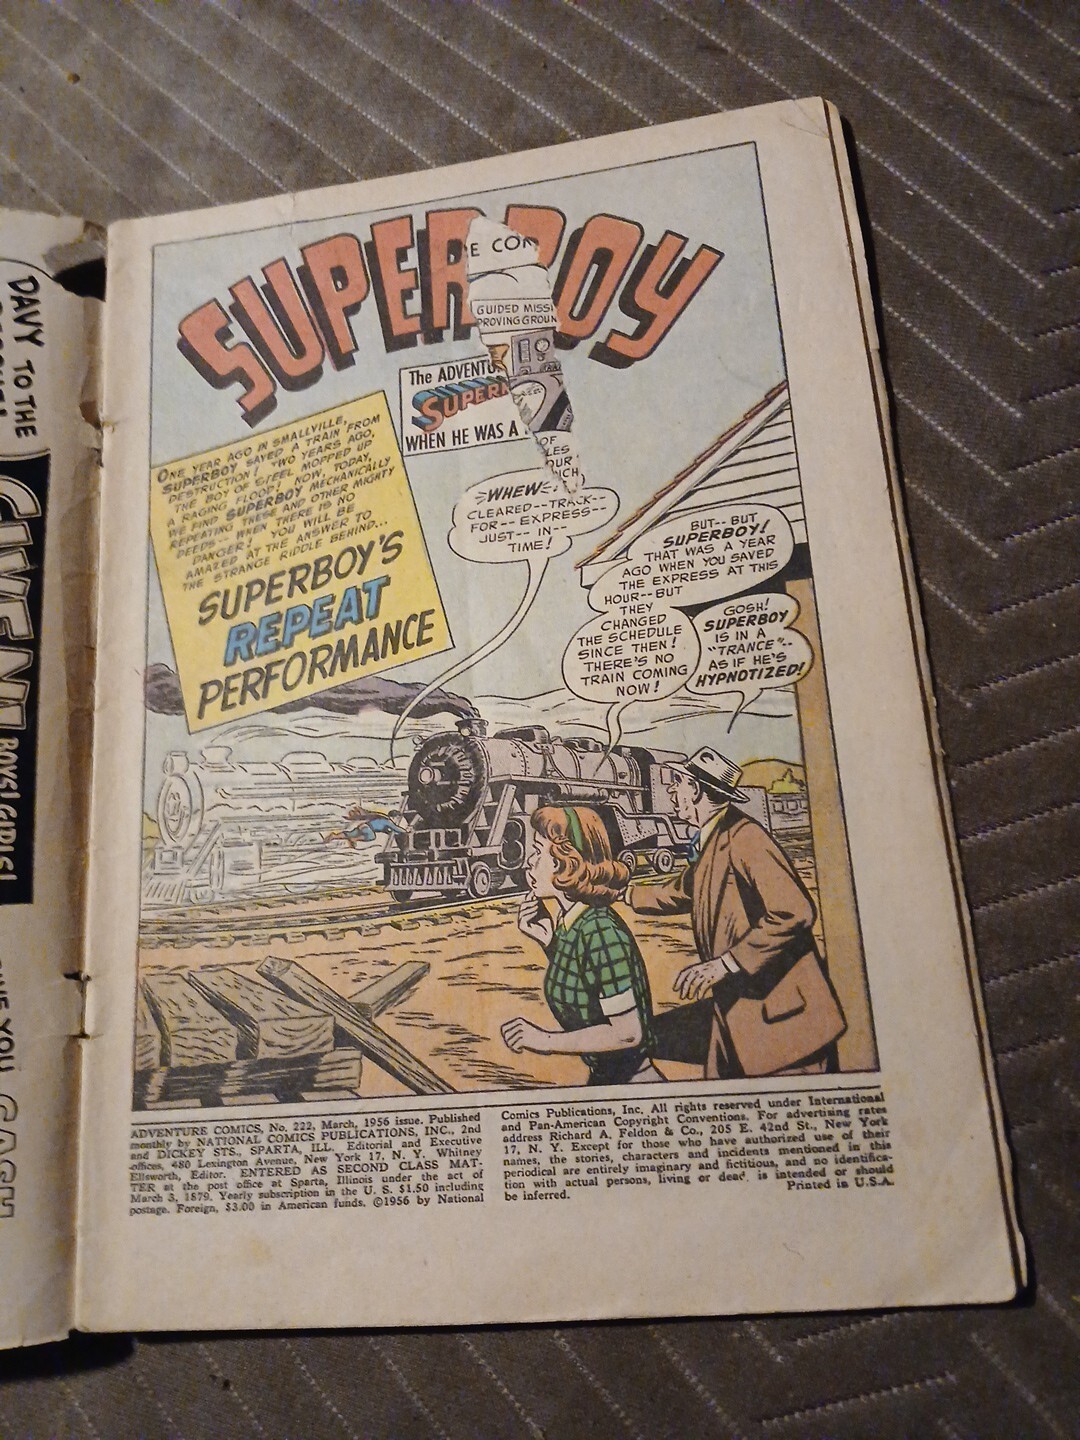 DAVY TO THE
GIVEN!
BOYS! GIRLS!
GIVE YOU CASH
SUPERBOY
E COM
GUIDED MISSI
PROVING GROUN
The ADVENTU
SUPER
WHEN HE WAS A
OF
LES
OUR
ICH
ONE YEAR AGO IN SMALLVILLE,
SUPERBOY SAVED A TRAIN FROM
DESTRUCTION! TWO YEARS AGO,
THE BOY OF STEEL MOPPED UP
A RAGING FLOOD! NOW, TODAY,
WE FIND SUPERBOY MECHANICALLY
REPEATING THESE AND OTHER MIGHTY
DEEDS-- WHEN THERE IS NO
DANGER! YOU WILL BE
AMAZED AT THE ANSWER TO
THE STRANGE RIDDLE BEHIND...
SUPERBOY'S
REPEAT
PERFORMANCE
WHEW
CLEARED--TRACK--
FOR--EXPRESS--
JUST--IN--
TIME!
BUT--BUT
SUPERBOY!
THAT WAS A YEAR
AGO WHEN YOU SAVED
THE EXPRESS AT THIS
HOUR--BUT
THEY
CHANGED
THE SCHEDULE
SINCE THEN!
THERE'S NO
TRAIN COMING
NOW!
GOSH!
SUPERBOY
IS IN A
"TRANCE"--
AS IF HE'S
HYPNOTIZED!
ADVENTURE COMICS, No. 222, March, 1956 issue. Published
monthly by NATIONAL COMICS PUBLICATIONS, INC., 2nd
and DICKEY STS., SPARTA, ILL. Editorial and Executive
offices, 480 Lexington Avenue, New York 17, N. Y. Whitney
Ellsworth, Editor. ENTERED AS SECOND CLASS MAT-
TER at the post office at Sparta, Illinois under the act of
March 3, 1879. Yearly subscription in the U. S. $1.50 including
postage. Foreign, $3.00 in American funds. ©1956 by National
Comics Publications, Inc. All rights reserved under International
and Pan-American Copyright Conventions. For advertising rates
address Richard A. Feldon & Co., 205 E. 42nd St., New York
17, N. Y. Except for those who have authorized use of their
names, the stories, characters and incidents mentioned in this
periodical are entirely imaginary and fictitious, and no identifica-
tion with actual persons, living or dead, is intended or should
be inferred.
Printed in U.S.A.